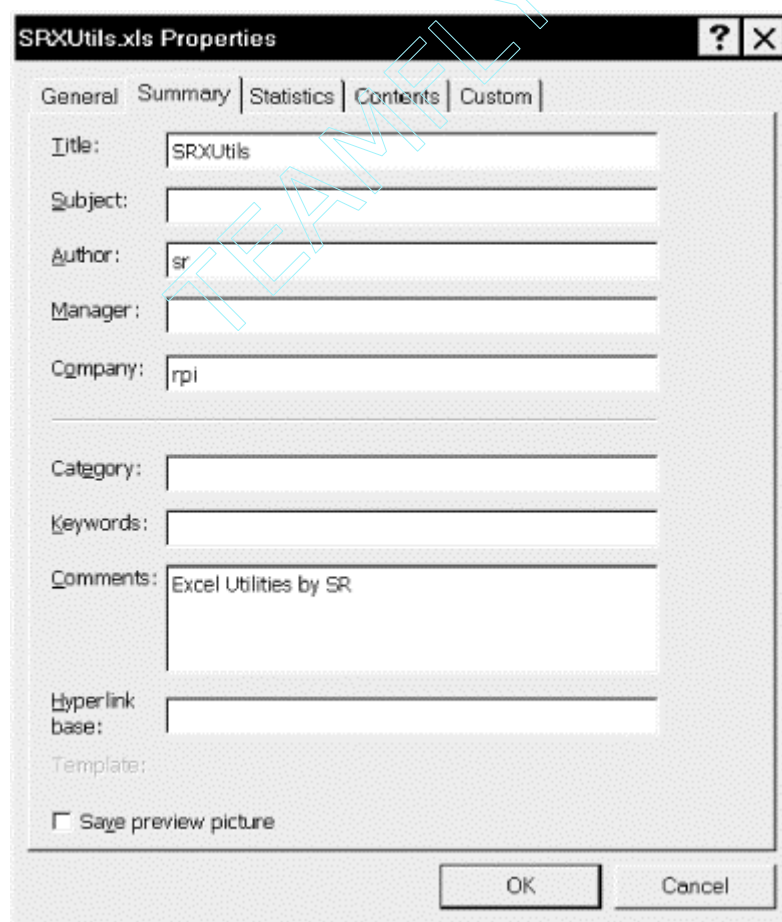 SRXUtils.xls Properties ? X
General Summary Statistics Contents Custom
Title: SRXUtils
Subject:
Author: sr
Manager:
Company: rpi
Category:
Keywords:
Comments: Excel Utilities by SR
Hyperlink
base:
Template:
Save preview picture
OK Cancel
TEAMFLY